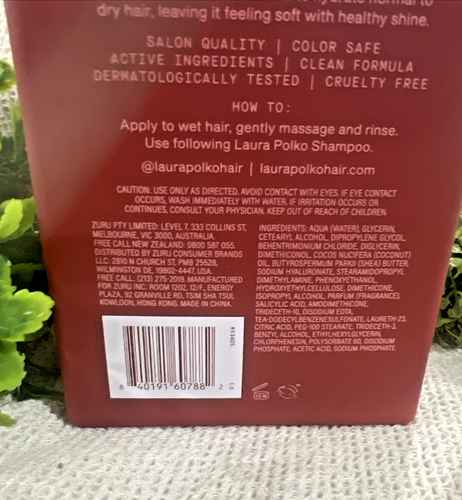 to hydrate normal to
dry hair, leaving it feeling soft with healthy shine.
SALON QUALITY | COLOR SAFE
ACTIVE INGREDIENTS | CLEAN FORMULA
DERMATOLOGICALLY TESTED | CRUELTY FREE
HOW TO:
Apply to wet hair, gently massage and rinse.
Use following Laura Polko Shampoo.
@laurapolkohair | laurapolkohair.com
CAUTION: USE ONLY AS DIRECTED. AVOID CONTACT WITH EYES. IF EYE CONTACT
OCCURS, WASH IMMEDIATELY WITH WATER. IF IRRITATION OCCURS OR
CONTINUES, CONSULT YOUR PHYSICIAN. KEEP OUT OF REACH OF CHILDREN.
ZURU PTY LIMITED: LEVEL 7, 333 COLLINS ST,
MELBOURNE, VIC 3000, AUSTRALIA.
FREE CALL NEW ZEALAND: 0800 587 055.
DISTRIBUTED BY ZURU CONSUMER BRANDS
LLC: 2810 N CHURCH ST, PMB 25529,
WILMINGTON DE, 19802-4447, USA.
FREE CALL: (213) 275-2019. MANUFACTURED
FOR ZURU INC: ROOM 1202, 12/F., ENERGY
PLAZA, 92 GRANVILLE RD, TSIM SHA TSUI,
KOWLOON, HONG KONG. MADE IN CHINA.
INGREDIENTS: AQUA (WATER), GLYCERIN,
CETEARYL ALCOHOL, DIPROPYLENE GLYCOL,
BEHENTRIMONIUM CHLORIDE, DIGLYCERIN,
DIMETHICONOL, COCOS NUCIFERA (COCONUT)
OIL, BUTYROSPERMUM PARKII (SHEA) BUTTER,
SODIUM HYALURONATE, STEARAMIDOPROPYL
DIMETHYLAMINE, PHENOXYETHANOL,
HYDROXYETHYLCELLULOSE, DIMETHICONE,
ISOPROPYL ALCOHOL, PARFUM (FRAGRANCE),
SALICYLIC ACID, AMODIMETHICONE,
TRIDECETH-10, DISODIUM EDTA,
TEA-DODECYLBENZENESULFONATE, LAURETH-23,
CITRIC ACID, PEG-100 STEARATE, TRIDECETH-3,
BENZYL ALCOHOL, ETHYLHEXYLGLYCERIN,
CHLORPHENESIN, POLYSORBATE 60, DISODIUM
PHOSPHATE, ACETIC ACID, SODIUM PHOSPHATE.
8 40191 60788 2
12 M